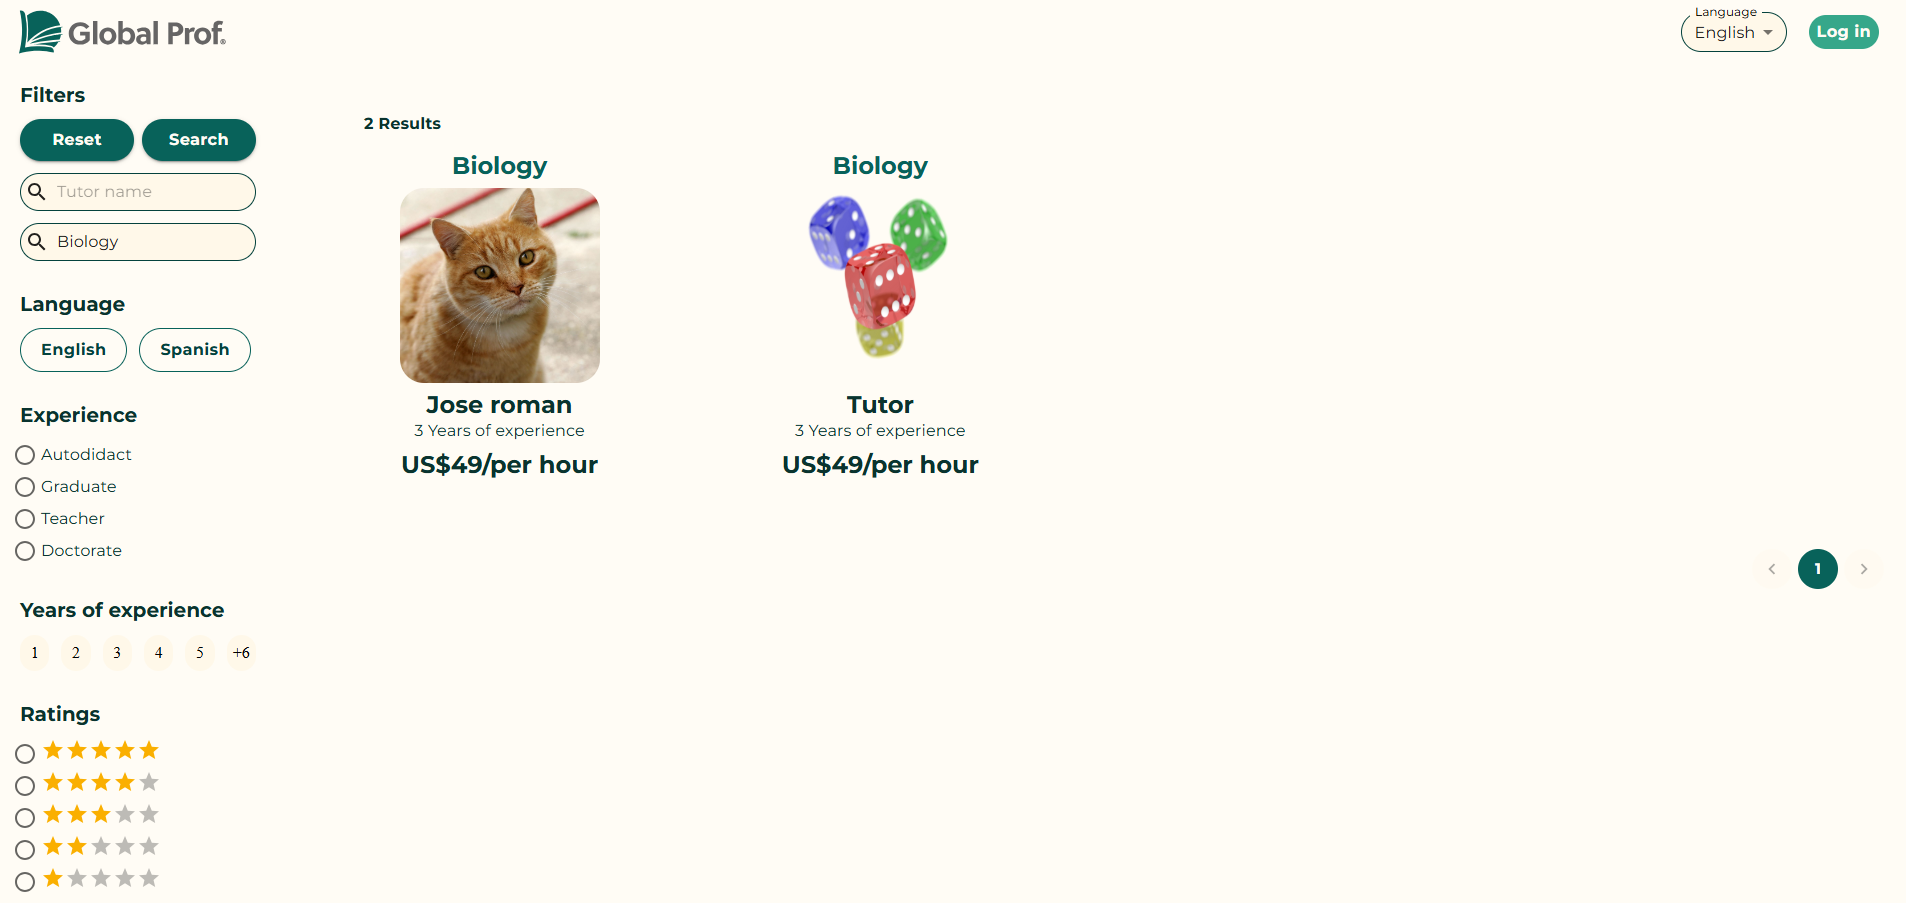 Global Prof.
Language
English
Log in
Filters
Reset
Search
Tutor name
Biology
Language
English
Spanish
Experience
Autodidact
Graduate
Teacher
Doctorate
Years of experience
1
2
3
4
5
+6
Ratings
2 Results
Biology
Jose roman
3 Years of experience
US$49/per hour
Biology
Tutor
3 Years of experience
US$49/per hour
1